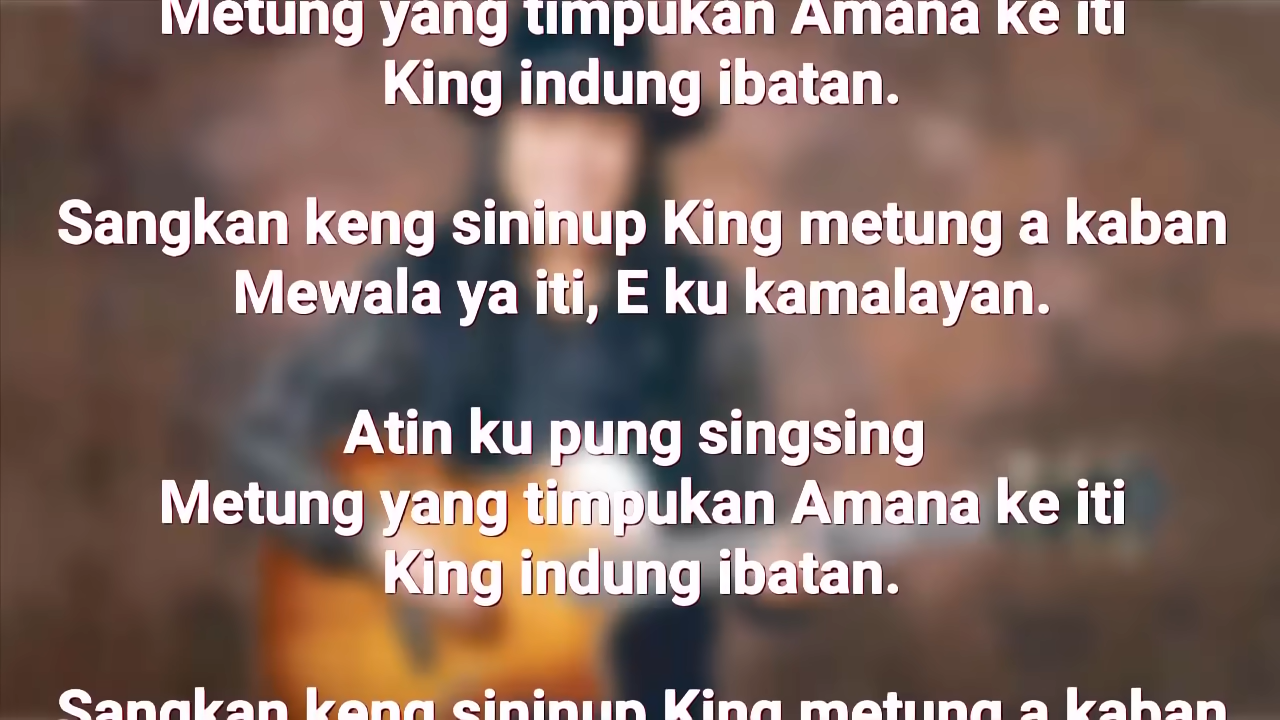 Metung yang timpukan Amana ke iti
King indung ibatan.
Sangkan keng sininup King metung a kaban
Mewala ya iti, E ku kamalayan.
Atin ku pung singsing
Metung yang timpukan Amana ke iti
King indung ibatan.
Sangkan keng sininup King metung a kaban